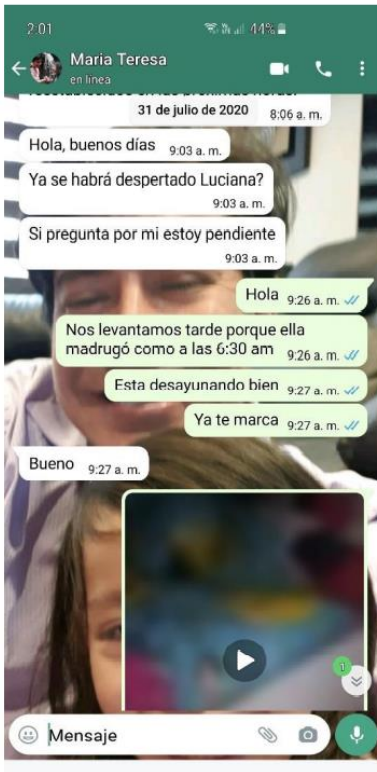 2:01
44%
Maria Teresa
en línea
31 de julio de 2020
8:06 a. m.
Hola, buenos días 9:03 a. m.
Ya se habrá despertado Luciana?
9:03 a. m.
Si pregunta por mi estoy pendiente
9:03 a. m.
Hola 9:26 a. m.
Nos levantamos tarde porque ella
madrugó como a las 6:30 am 9:26 a. m.
Esta desayunando bien 9:27 a. m.
Ya te marca 9:27 a. m.
Bueno 9:27 a. m.
1
Mensaje